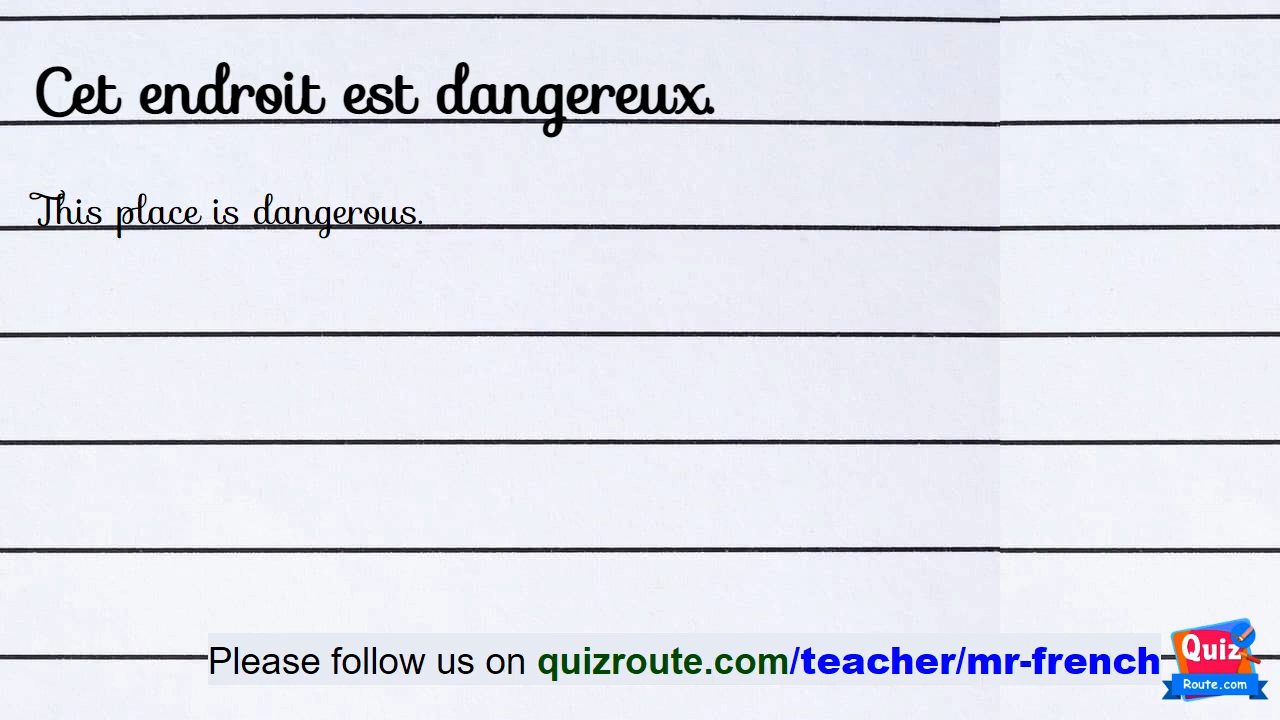 Cet endroit est dangereux.
This place is dangerous.
Please follow us on quizroute.com/teacher/mr-french
Quiz
Route.com